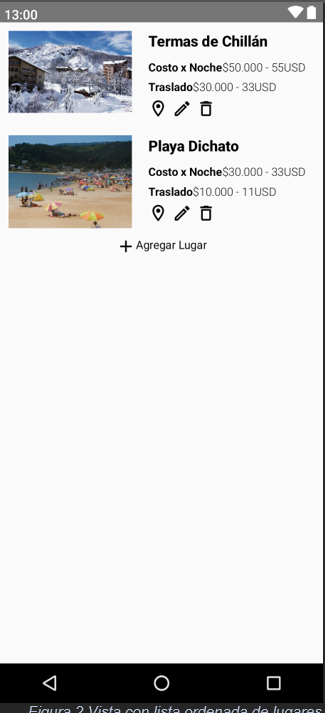 13:00
Termas de Chillán
Costo x Noche$50.000 - 55USD
Traslado$30.000 - 33USD
Playa Dichato
Costo x Noche$30.000 - 33USD
Traslado$10.000 - 11USD
Agregar Lugar
Figura 2 Vista con lista ordenada de lugares